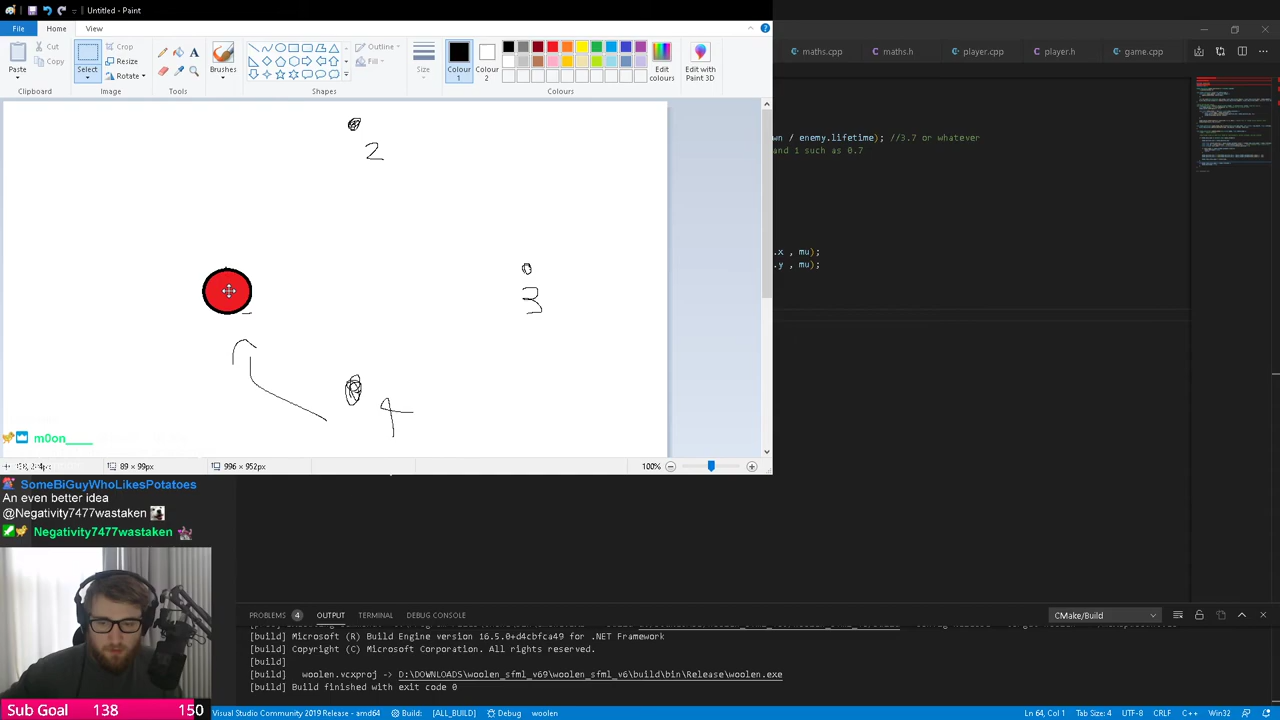 Untitled - Paint
File
Home
View
Paste
Cut
Copy
Clipboard
Select
Crop
Resize
Rotate
Image
Tools
Brushes
Shapes
Outline
Fill
Size
Colour
1
Colour
2
Edit
colours
Edit with
Paint 3D
Colours
2
3
4
89 × 99px
996 × 952px
100%
maths.cpp
maths.h
player.cpp
player.h
game.cpp
wn / enemy.lifetime); //3.7 or whatever
and 1 such as 0.7
.x , mu);
.y , mu);
m0on____
SomeBiGuyWhoLikesPotatoes
An even better idea
@Negativity7477wastaken
Negativity7477wastaken
PROBLEMS 4
OUTPUT
TERMINAL
DEBUG CONSOLE
CMake/Build
[build] Microsoft (R) Build Engine version 16.5.0+d4cbfca49 for .NET Framework
[build] Copyright (C) Microsoft Corporation. All rights reserved.
[build]
[build] woolen.vcxproj -> D:\DOWNLOADS\woolen_sfml_v69\woolen_sfml_v6\build\bin\Release\woolen.exe
[build] Build finished with exit code 0
Sub Goal 138 150
Visual Studio Community 2019 Release - amd64
Build:
[ALL_BUILD]
Debug
woolen
Ln 64, Col 1
Tab Size: 4
UTF-8
CRLF
C++
Win32